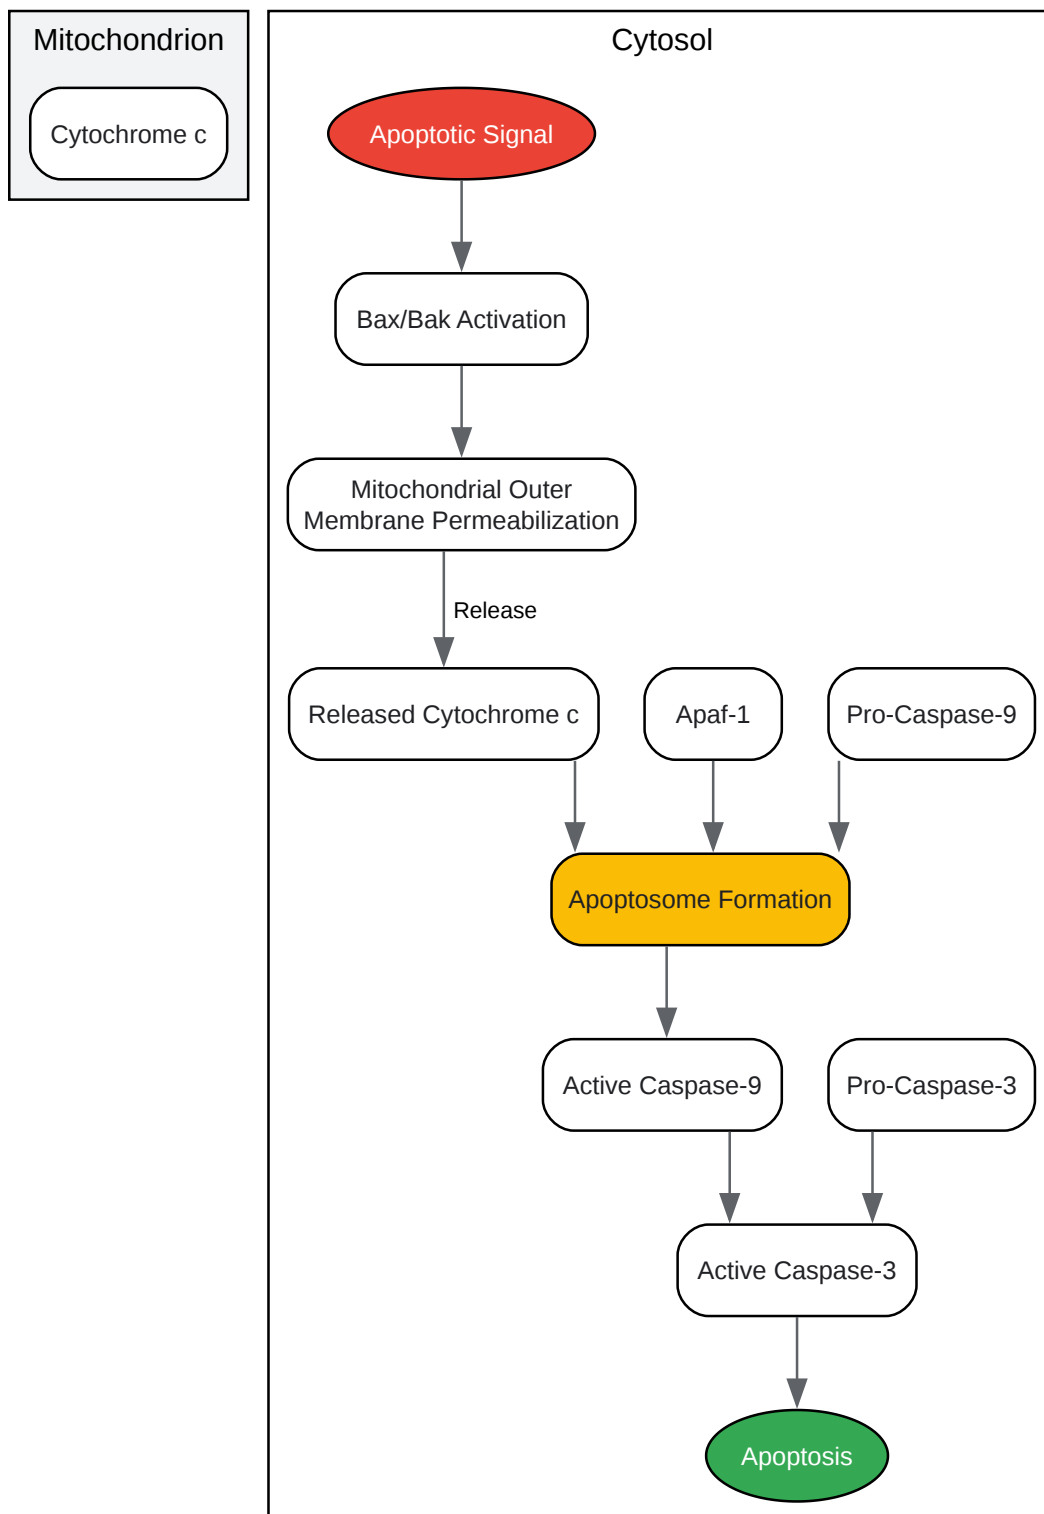 Mitochondrion
Cytochrome c
Cytosol
Apoptotic Signal
Bax/Bak Activation
Mitochondrial Outer
Membrane Permeabilization
Release
Released Cytochrome c
Apaf-1
Pro-Caspase-9
Apoptosome Formation
Active Caspase-9
Pro-Caspase-3
Active Caspase-3
Apoptosis